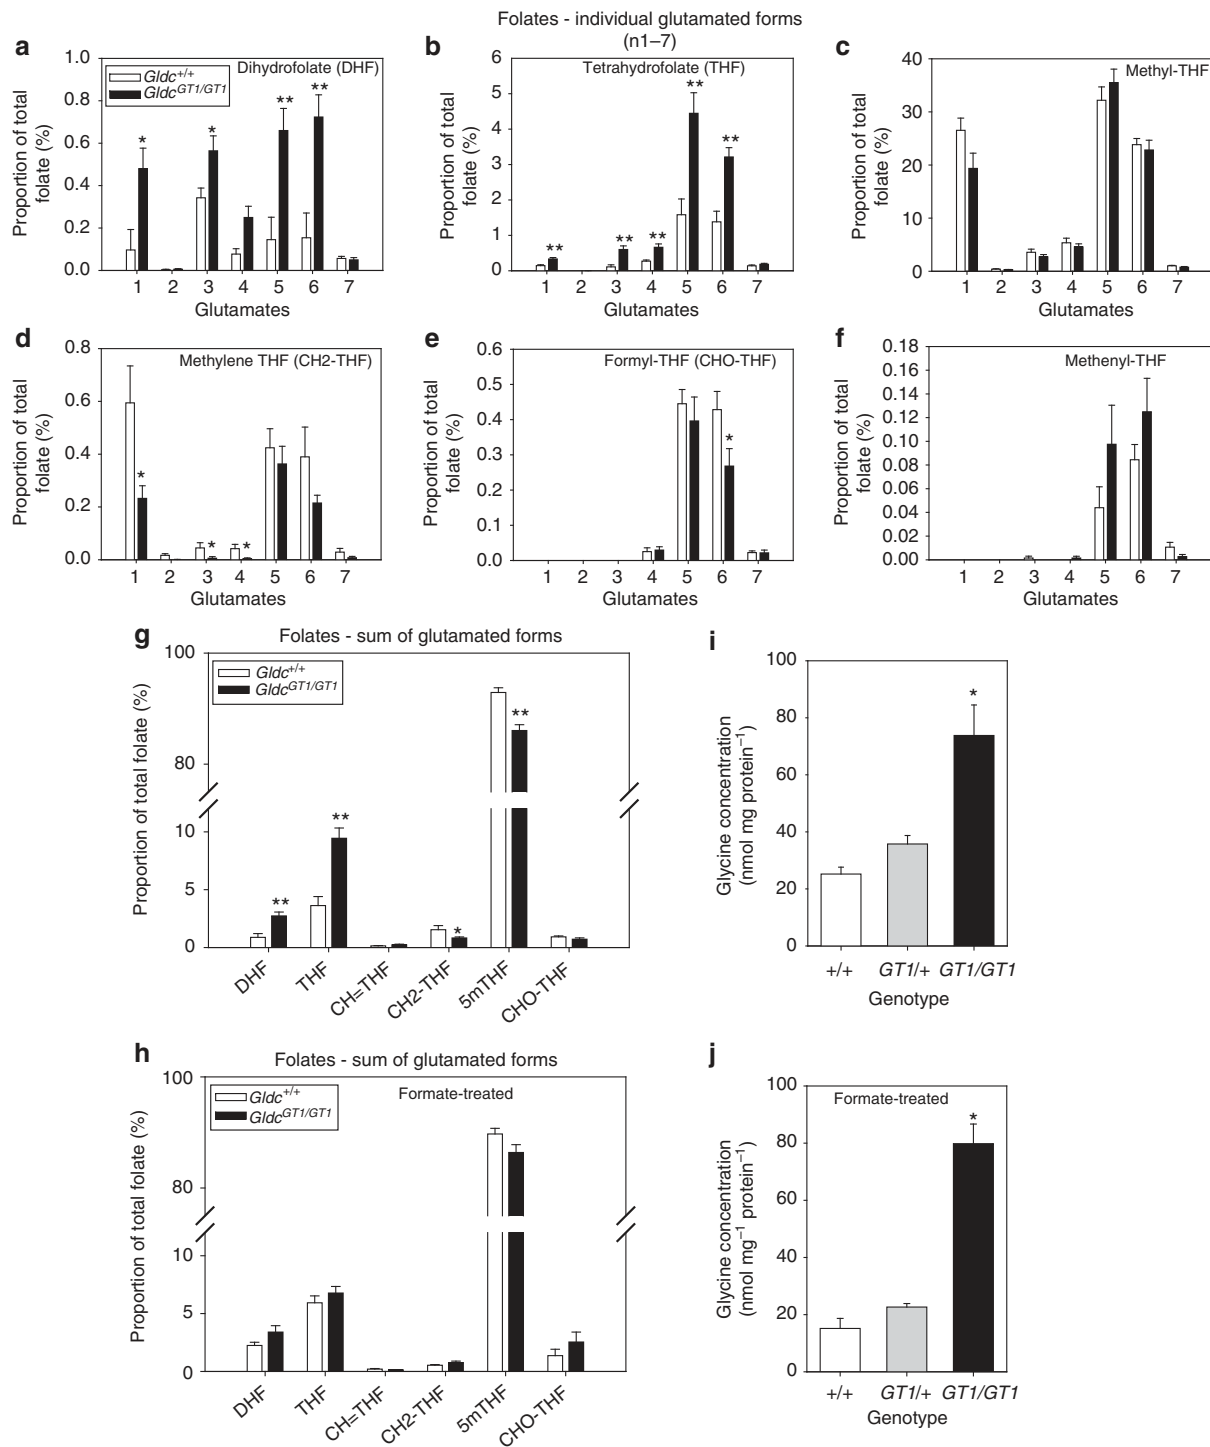 Folates - individual glutamated forms
(n1–7)
a
Dihydrofolate (DHF)
Gldc+/+
GldcGT1/GT1
Proportion of total
folate (%)
1.0
0.8
0.6
0.4
0.2
0.0
* * ** **
1 2 3 4 5 6 7
Glutamates
b
Tetrahydrofolate (THF)
Proportion of total
folate (%)
6
5
4
3
2
1
0
** ** ** ** **
1 2 3 4 5 6 7
Glutamates
c
Methyl-THF
Proportion of total
folate (%)
40
30
20
10
0
1 2 3 4 5 6 7
Glutamates
d
Methylene THF (CH2-THF)
Proportion of total
folate (%)
0.8
0.6
0.4
0.2
0.0
* * *
1 2 3 4 5 6 7
Glutamates
e
Formyl-THF (CHO-THF)
Proportion of total
folate (%)
0.6
0.5
0.4
0.3
0.2
0.1
0.0
*
1 2 3 4 5 6 7
Glutamates
f
Methenyl-THF
Proportion of total
folate (%)
0.18
0.16
0.14
0.12
0.10
0.08
0.06
0.04
0.02
0.00
1 2 3 4 5 6 7
Glutamates
g
Folates - sum of glutamated forms
Gldc+/+
GldcGT1/GT1
Proportion of total folate (%)
100
80
10
5
0
** ** * **
DHF THF CH=THF CH2-THF 5mTHF CHO-THF
i
Glycine concentration
(nmol mg protein−1)
100
80
60
40
20
0
*
+/+ GT1/+ GT1/GT1
Genotype
h
Folates - sum of glutamated forms
Formate-treated
Gldc+/+
GldcGT1/GT1
Proportion of total folate (%)
100
80
10
5
0
DHF THF CH=THF CH2-THF 5mTHF CHO-THF
j
Formate-treated
Glycine concentration
(nmol mg−1 protein−1)
100
80
60
40
20
0
*
+/+ GT1/+ GT1/GT1
Genotype